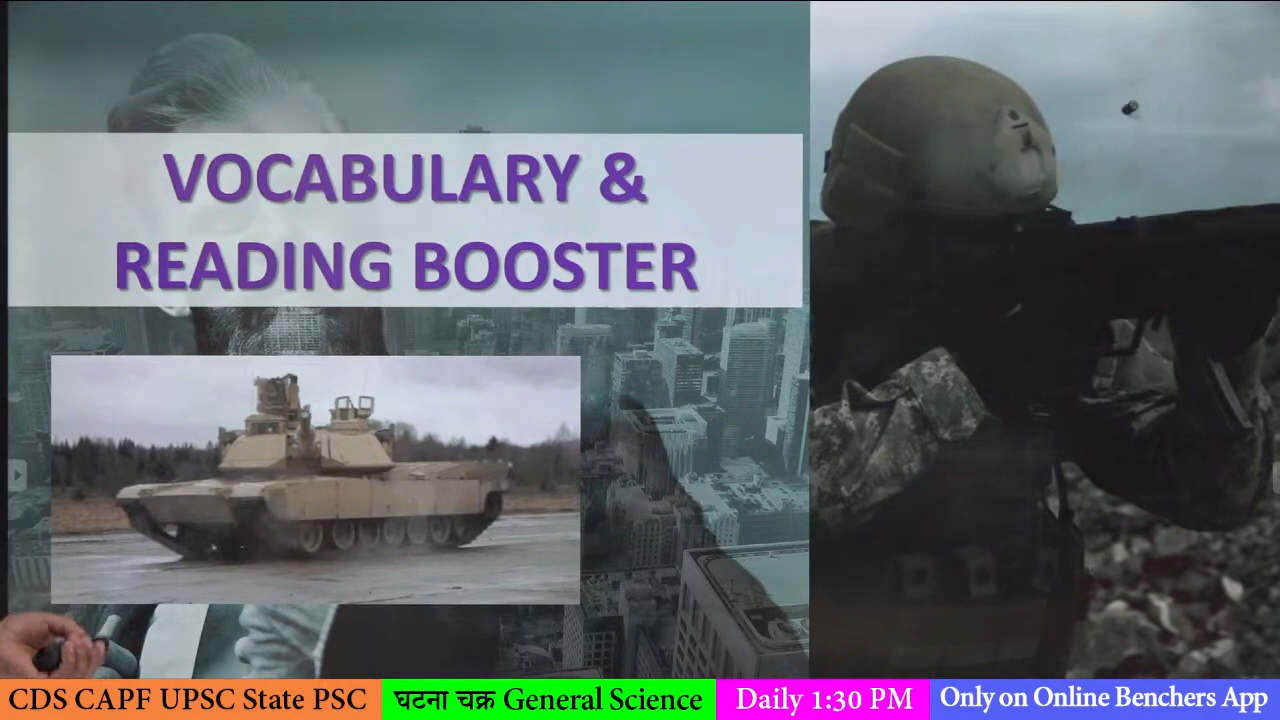 VOCABULARY &
READING BOOSTER
CDS CAPF UPSC State PSC
घटना चक्र General Science
Daily 1:30 PM
Only on Online Benchers App